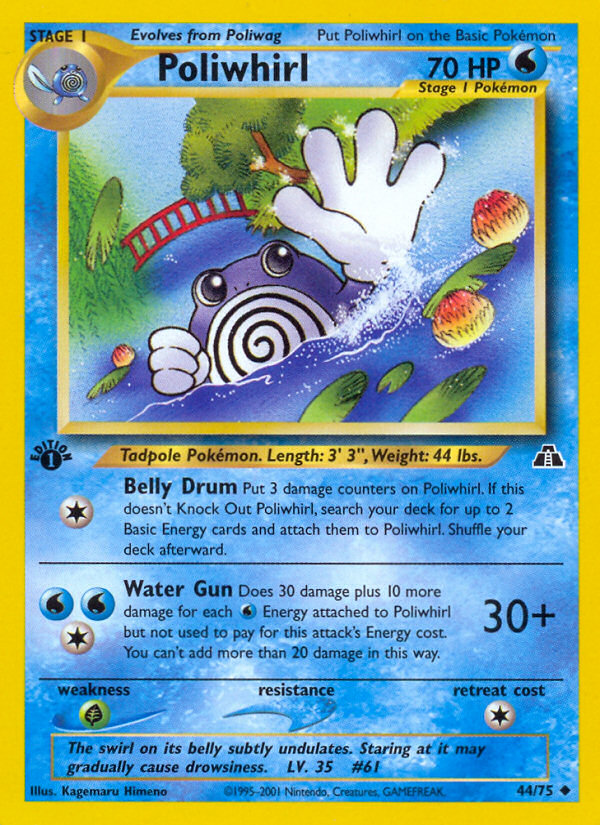 STAGE 1 Evolves from Poliwag Put Poliwhirl on the Basic Pokémon
Poliwhirl 70 HP
Stage 1 Pokémon
EDITION
1
Tadpole Pokémon. Length: 3' 3", Weight: 44 lbs.
Belly Drum Put 3 damage counters on Poliwhirl. If this
doesn't Knock Out Poliwhirl, search your deck for up to 2
Basic Energy cards and attach them to Poliwhirl. Shuffle your
deck afterward.
Water Gun Does 30 damage plus 10 more
damage for each Energy attached to Poliwhirl
but not used to pay for this attack's Energy cost.
You can't add more than 20 damage in this way.
30+
weakness resistance retreat cost
The swirl on its belly subtly undulates. Staring at it may
gradually cause drowsiness. LV. 35 #61
Illus. Kagemaru Himeno ©1995-2001 Nintendo, Creatures, GAMEFREAK. 44/75